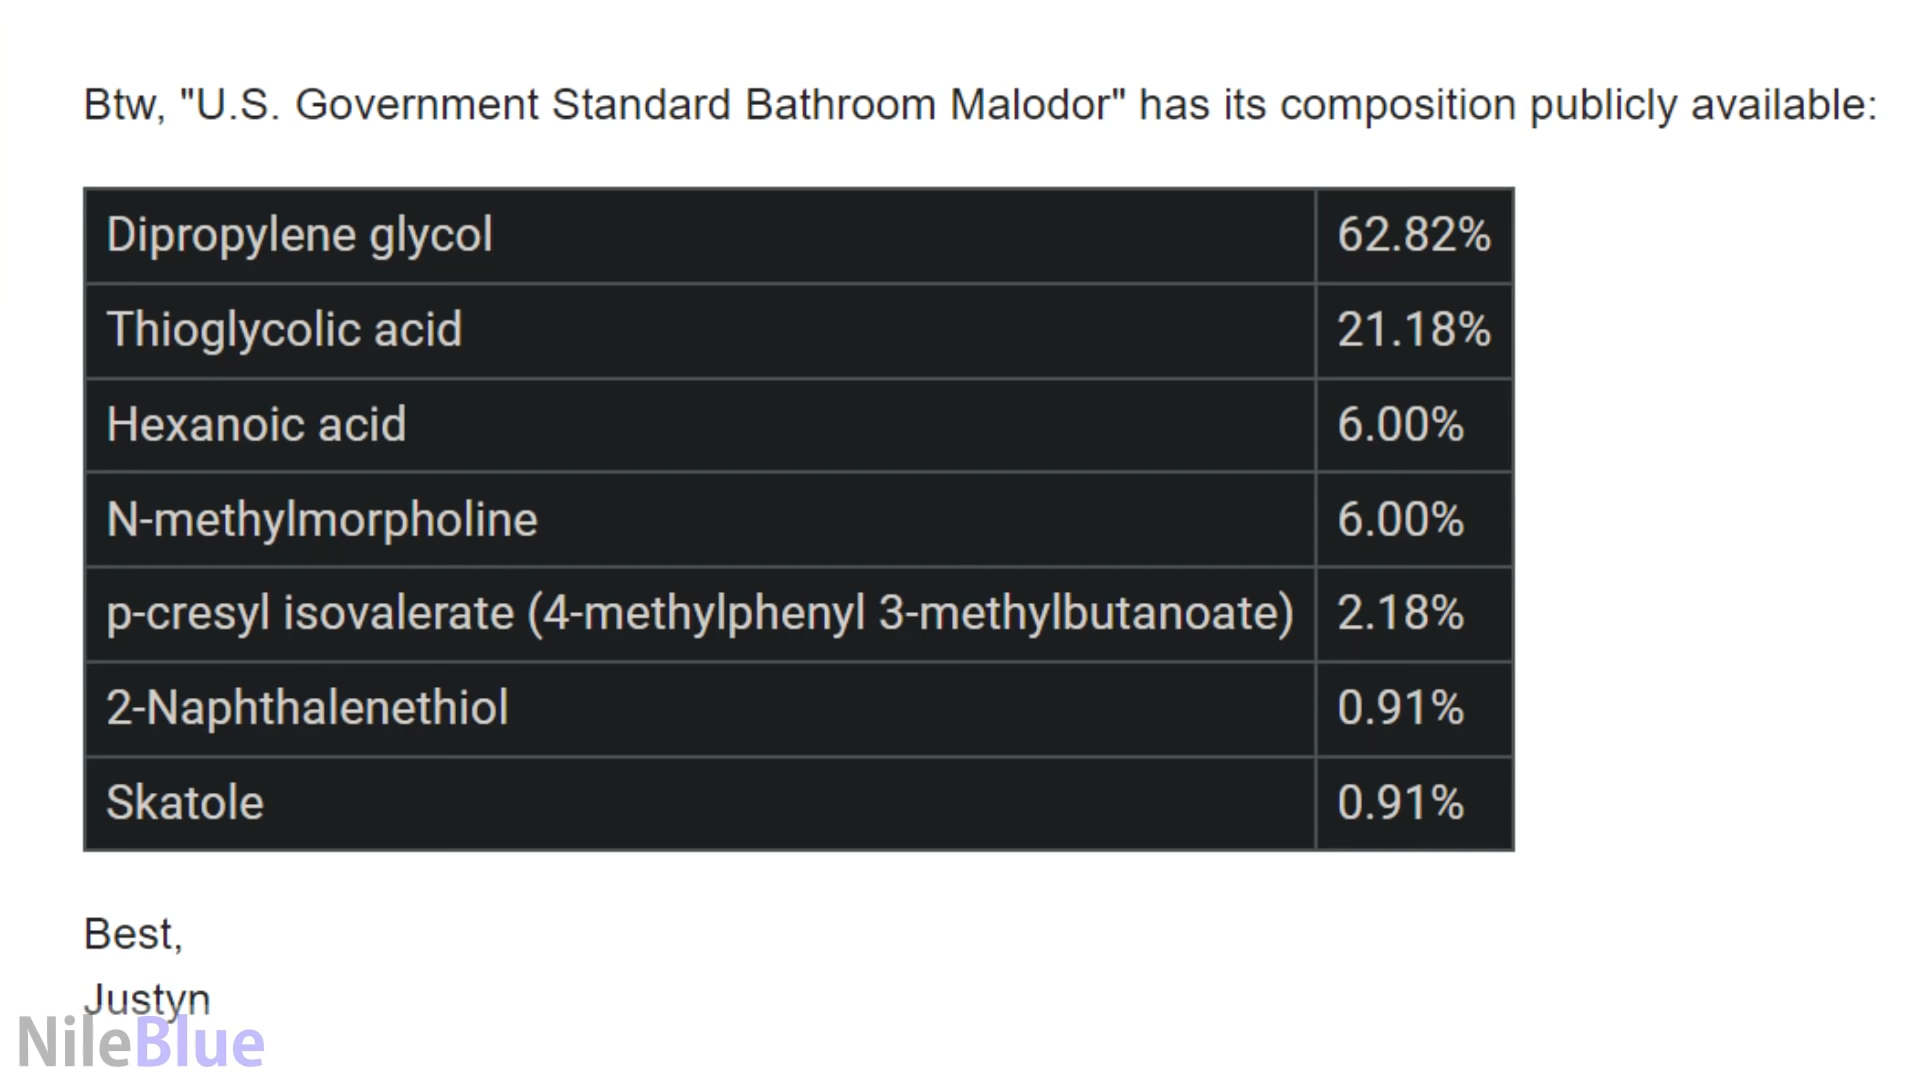 Btw, "U.S. Government Standard Bathroom Malodor" has its composition publicly available:
Dipropylene glycol 62.82%
Thioglycolic acid 21.18%
Hexanoic acid 6.00%
N-methylmorpholine 6.00%
p-cresyl isovalerate (4-methylphenyl 3-methylbutanoate) 2.18%
2-Naphthalenethiol 0.91%
Skatole 0.91%
Best,
Justyn
NileBlue